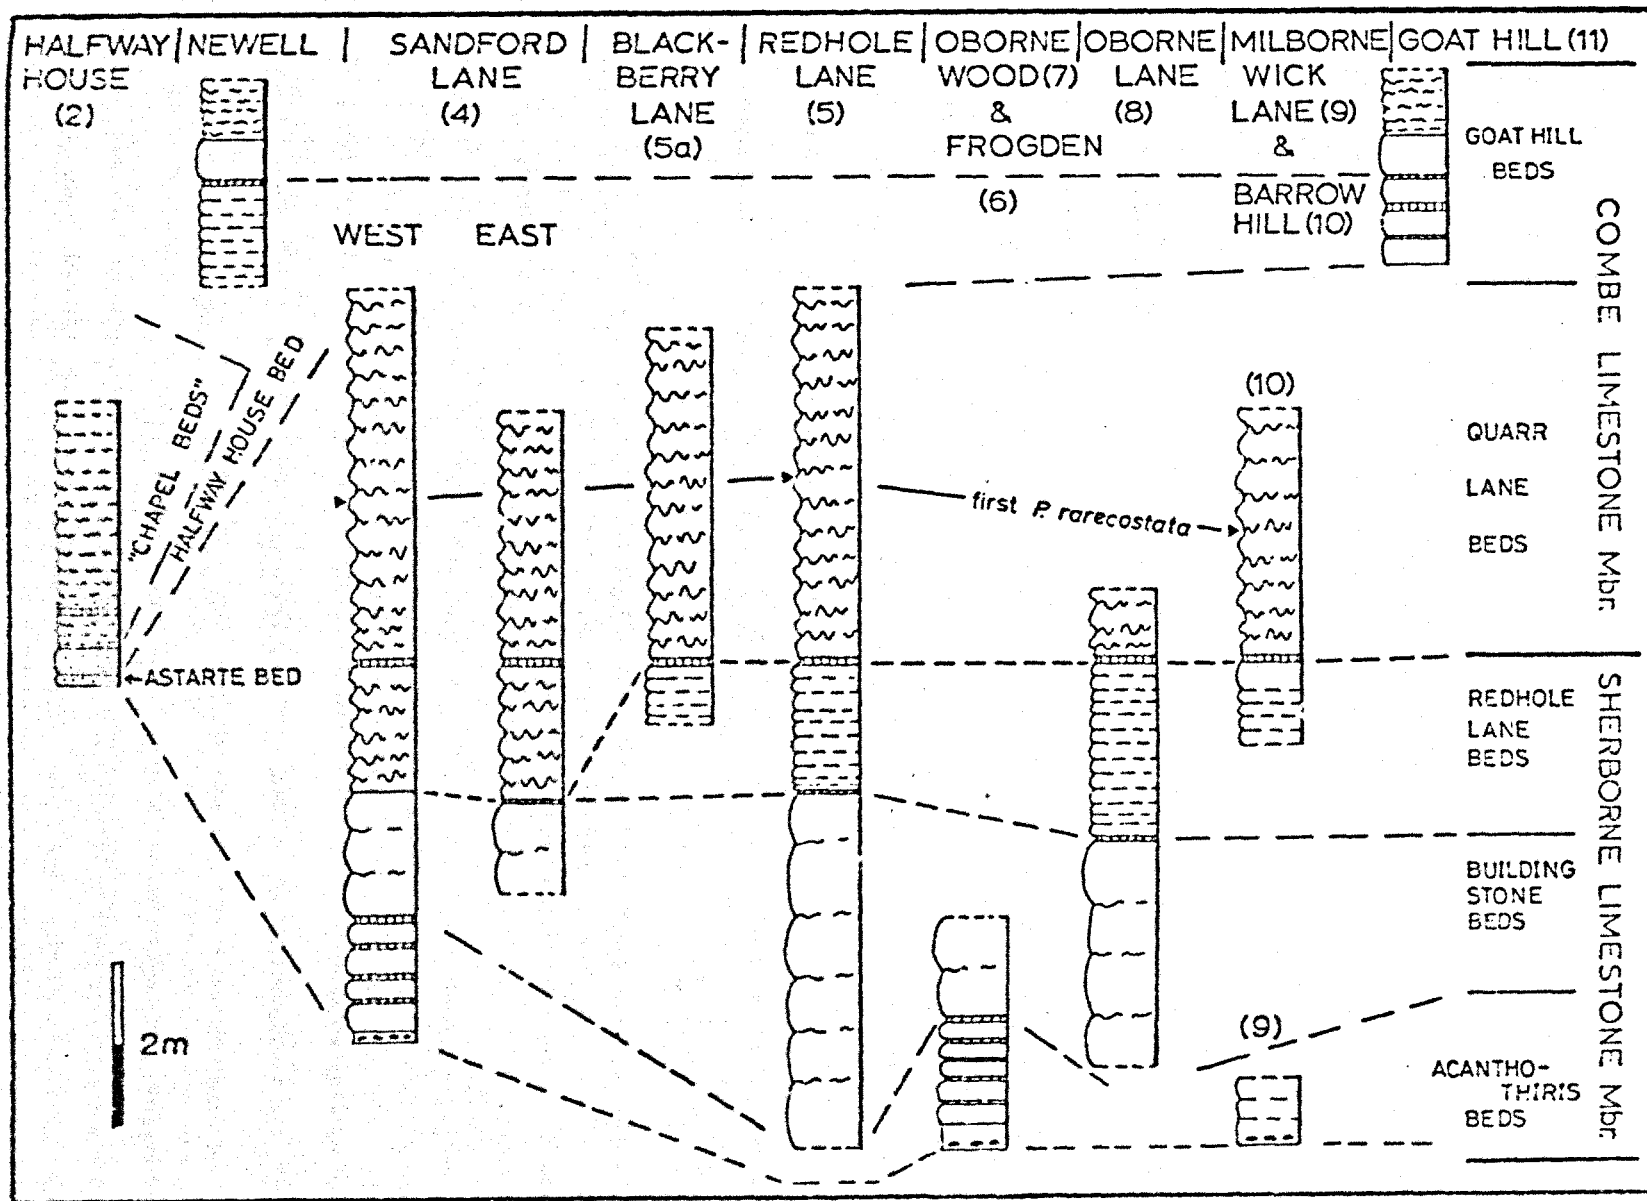 HALFWAY HOUSE (2)
NEWELL
SANDFORD LANE (4)
BLACK-
BERRY
LANE
(5a)
REDHOLE
LANE
(5)
OBORNE
WOOD(7)
&
FROGDEN
(6)
OBORNE
LANE
(8)
MILBORNE
WICK
LANE(9)
&
BARROW
HILL(10)
GOAT HILL(11)
WEST
EAST
"CHAPEL BEDS"
HALFWAY HOUSE BED
←ASTARTE BED
2m
first P. rarecostata
(10)
(9)
GOAT HILL
BEDS
QUARR
LANE
BEDS
REDHOLE
LANE
BEDS
BUILDING
STONE
BEDS
ACANTHO-
THIRIS
BEDS
COMBE LIMESTONE Mbr.
SHERBORNE LIMESTONE Mbr.